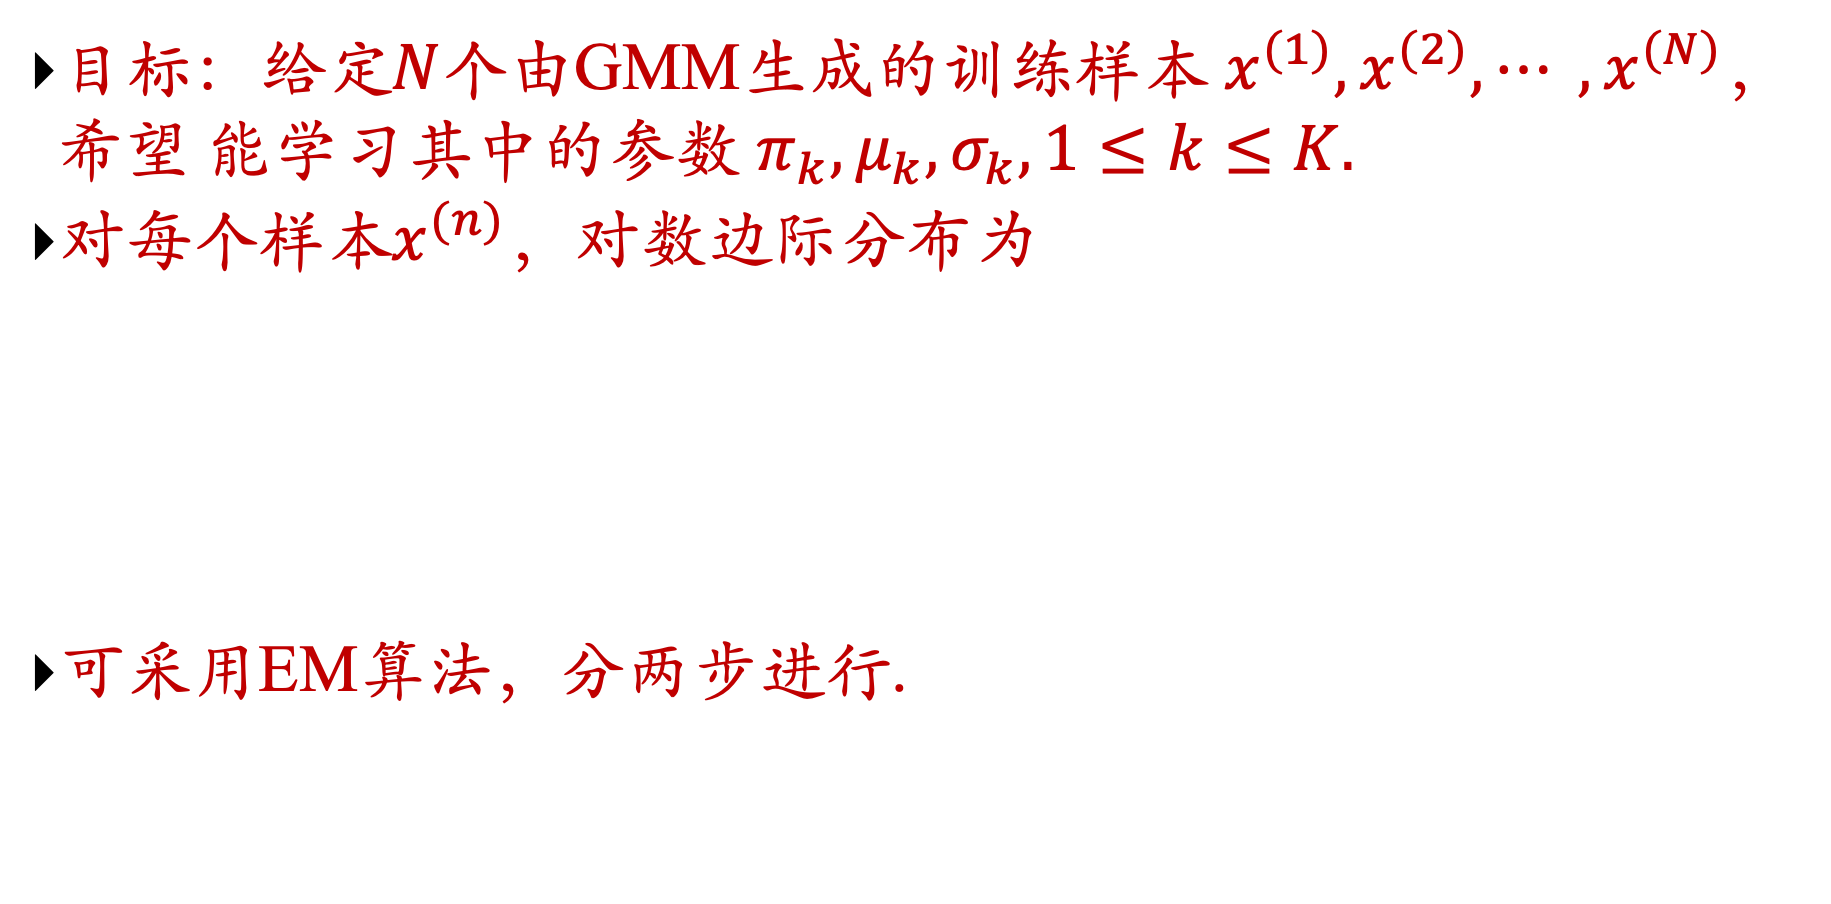 ▶目标：给定N个由GMM生成的训练样本 x^(1), x^(2), ⋯ , x^(N)，
希望 能学习其中的参数 π_k, μ_k, σ_k, 1 ≤ k ≤ K.
▶对每个样本x^(n)，对数边际分布为
▶可采用EM算法，分两步进行.